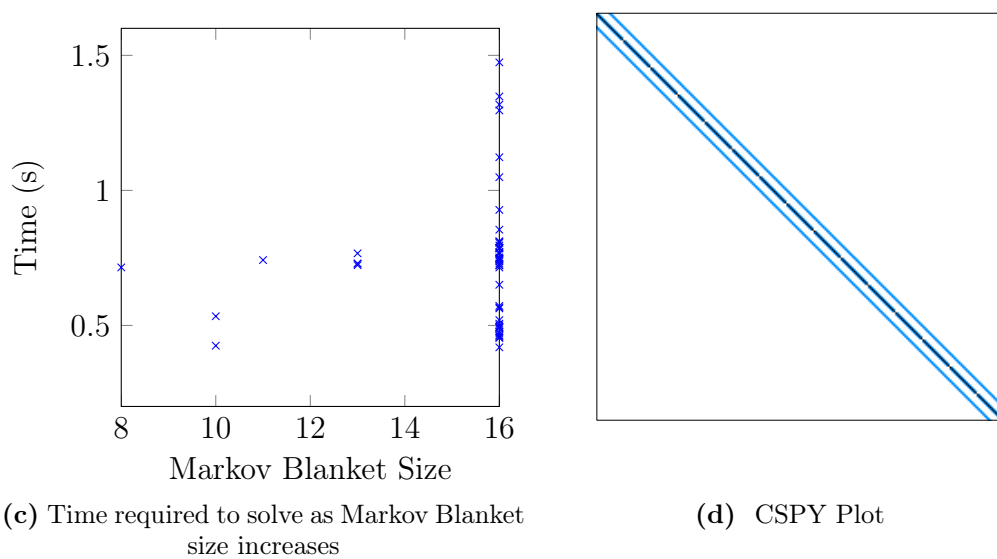 1.5
1
0.5
Time (s)
8 10 12 14 16
Markov Blanket Size
(c) Time required to solve as Markov Blanket
size increases
(d) CSPY Plot